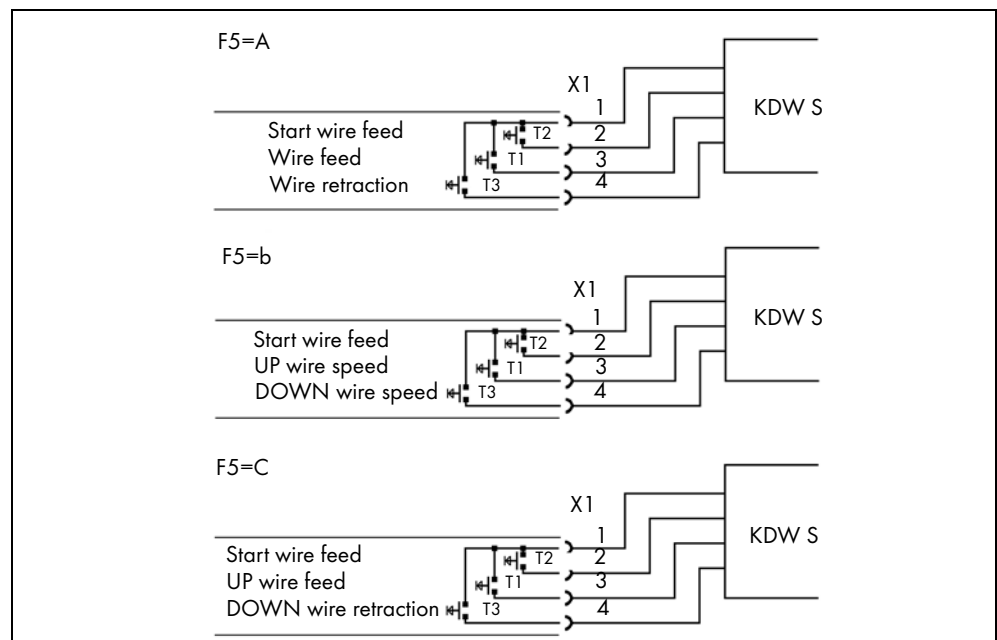 F5=A
X1
KDW S
1
Start wire feed
T2
2
Wire feed
T1
3
Wire retraction
T3
4
F5=b
X1
KDW S
1
Start wire feed
T2
2
UP wire speed
T1
3
DOWN wire speed
T3
4
F5=C
X1
KDW S
1
Start wire feed
T2
2
UP wire feed
T1
3
DOWN wire retraction
T3
4